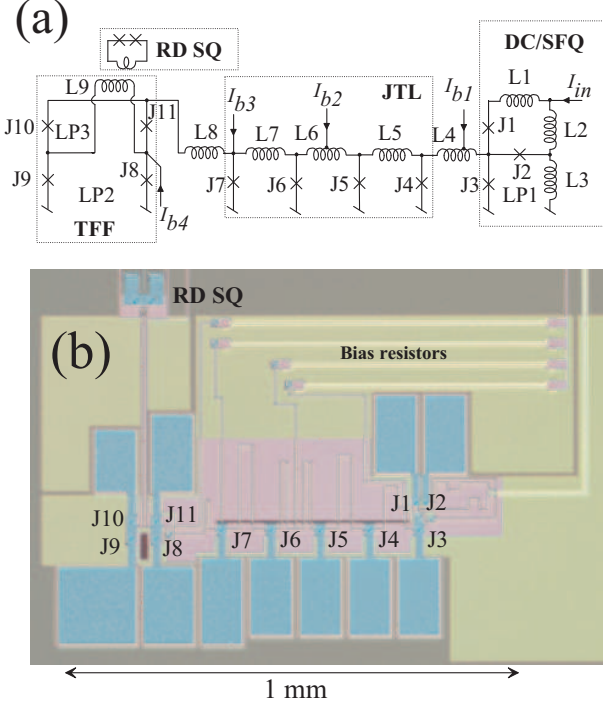 (a)
RD SQ
DC/SFQ
L9
L1
I_in
I_b3
JTL
I_b2
I_b1
J10
LP3
J11
J1
L2
L8
L7
L6
L5
L4
J2
J9
J8
J7
J6
J5
J4
J3
L3
LP2
LP1
TFF
I_b4
RD SQ
(b)
Bias resistors
J1
J2
J10
J11
J9
J8
J7
J6
J5
J4
J3
1 mm